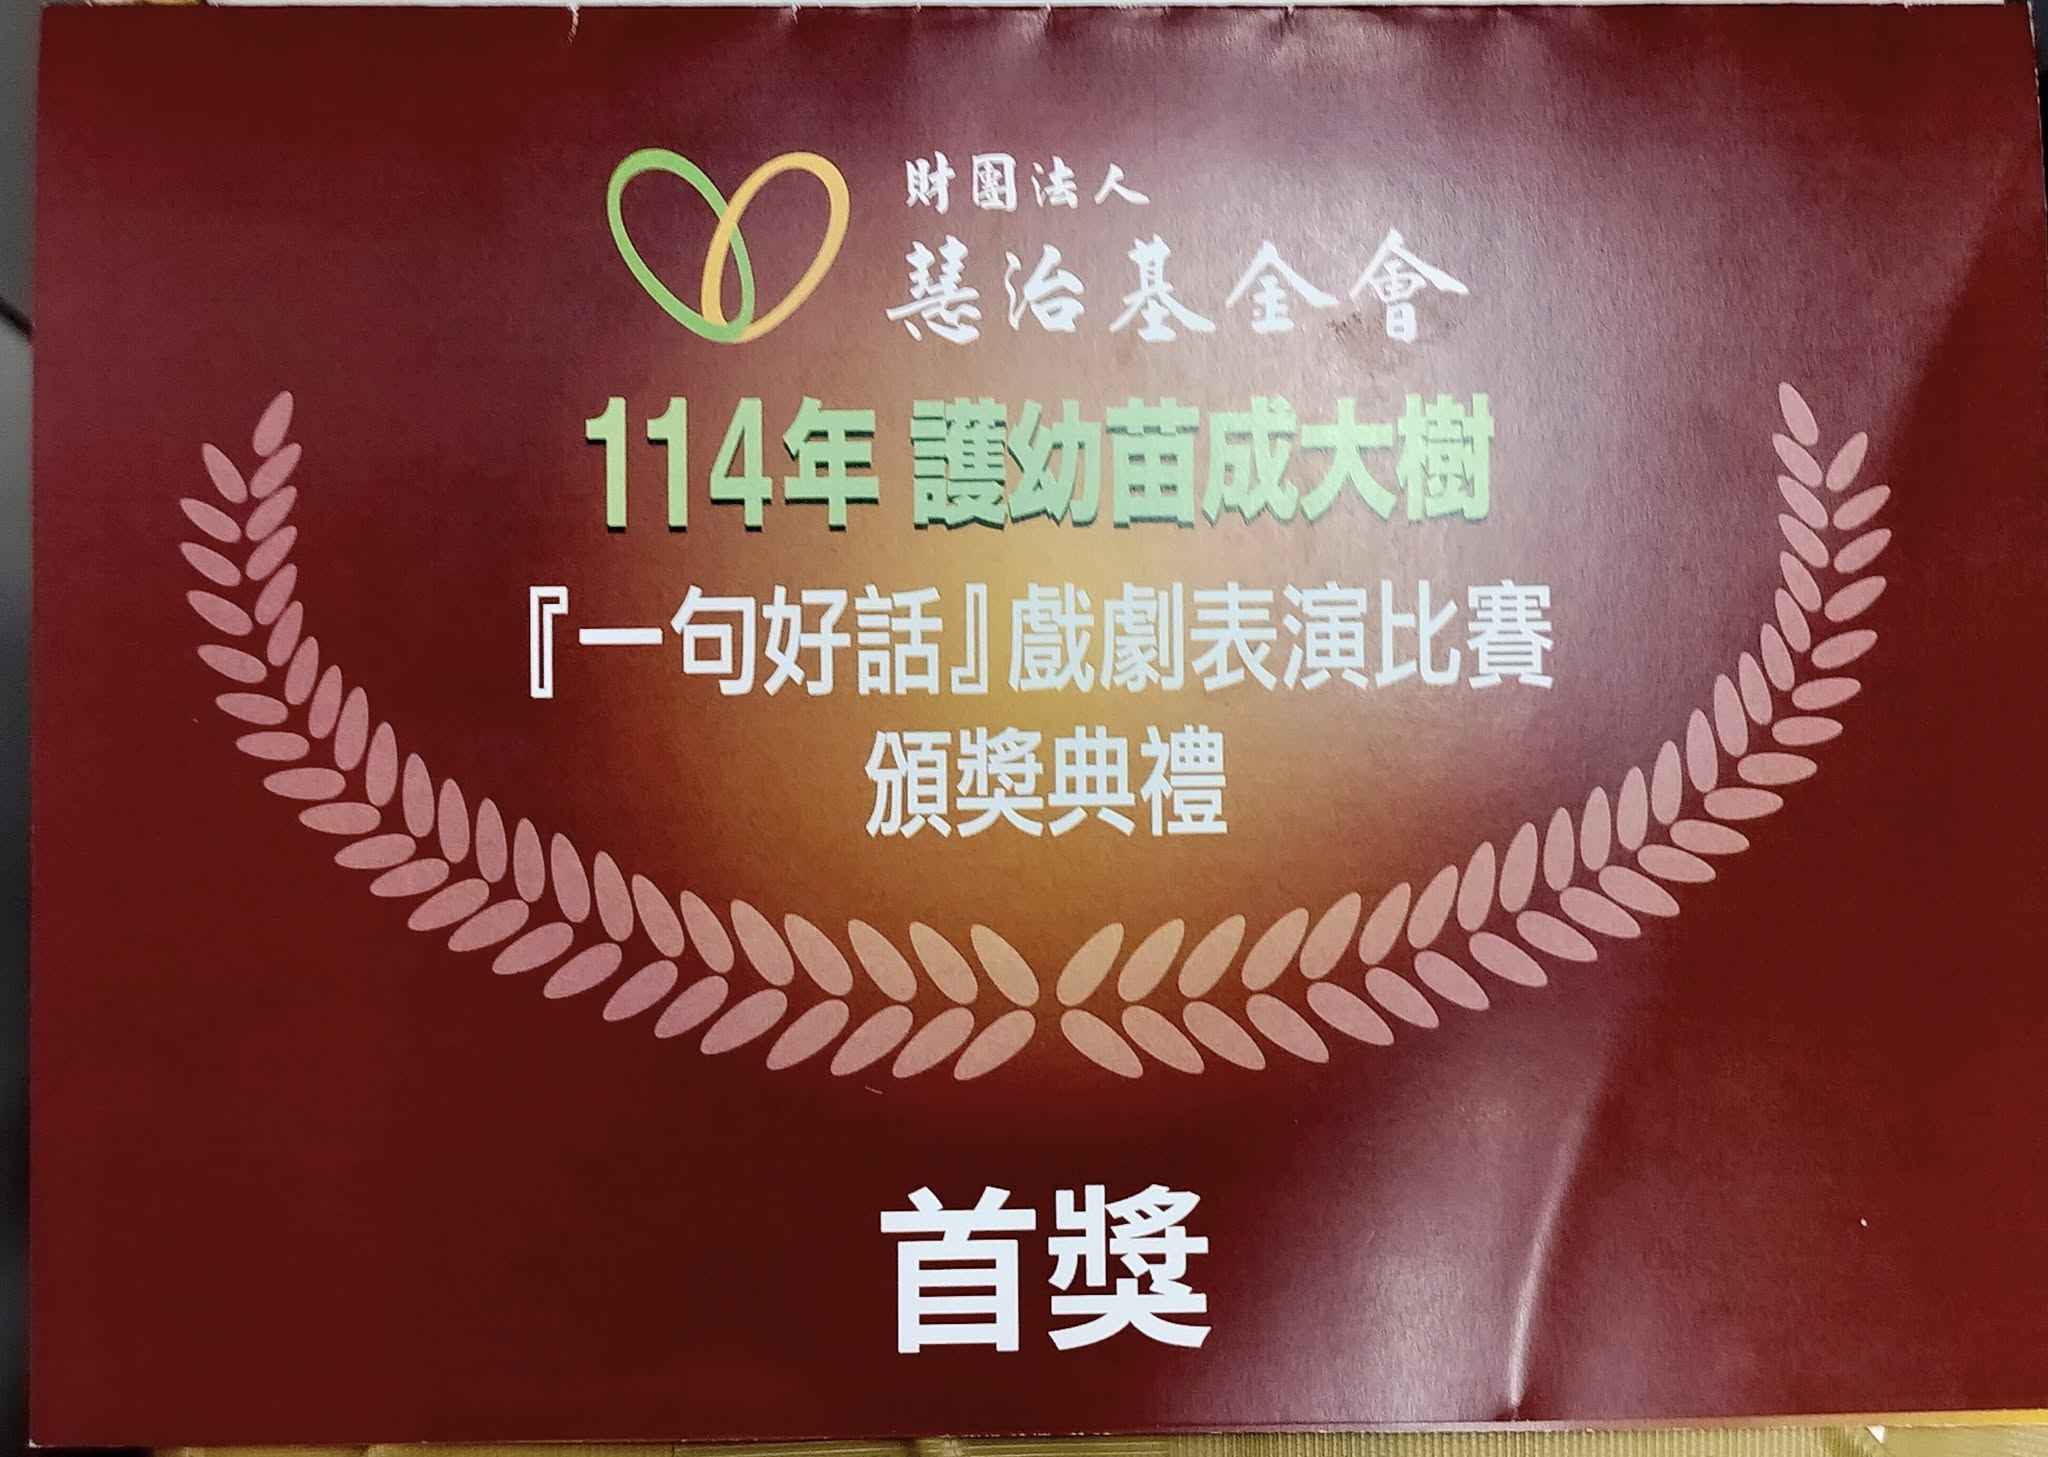 財團法人
慧治基金會
114年 護幼苗成大樹
『一句好話』戲劇表演比賽
頒獎典禮
首獎